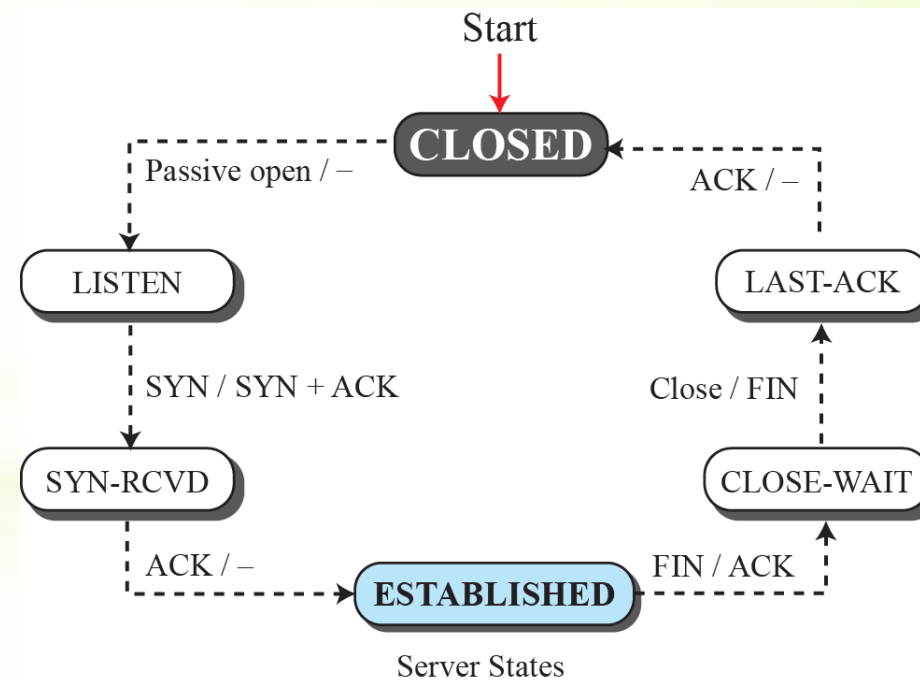 Start
CLOSED
Passive open / –
ACK / –
LISTEN
LAST-ACK
SYN / SYN + ACK
Close / FIN
SYN-RCVD
CLOSE-WAIT
ACK / –
FIN / ACK
ESTABLISHED
Server States